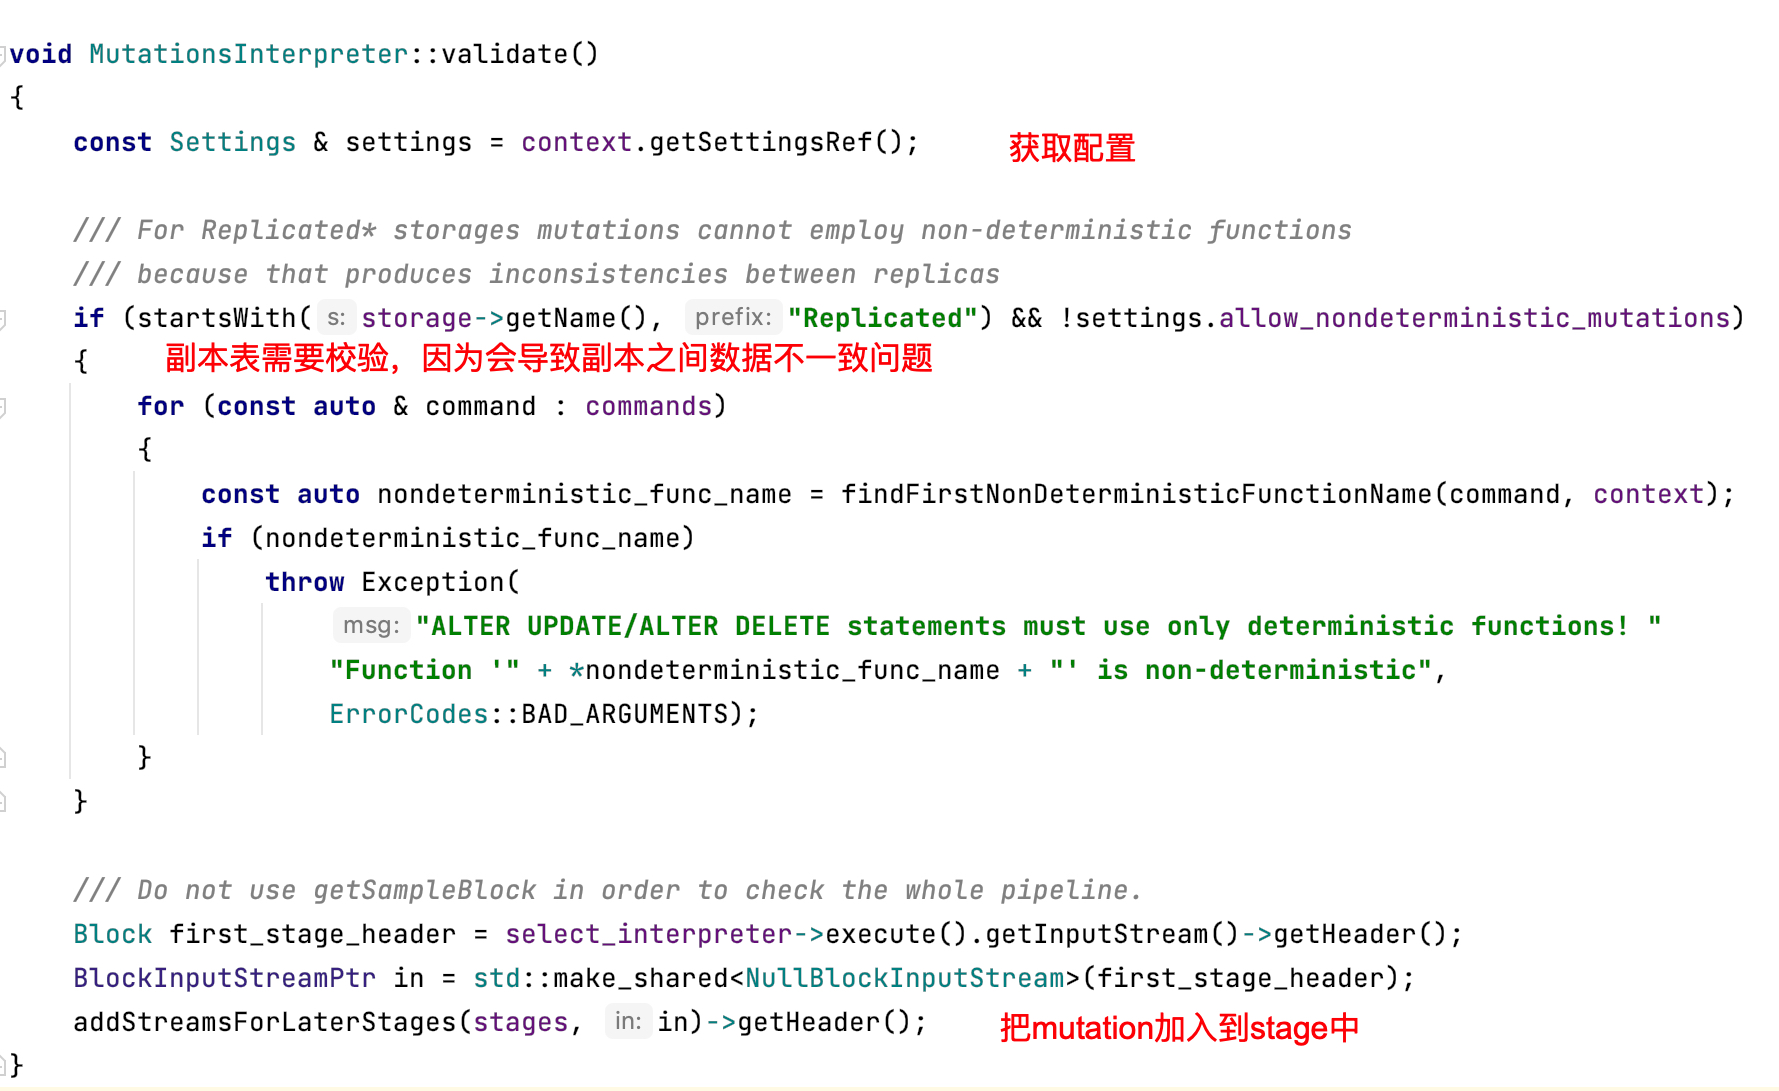 void MutationsInterpreter::validate()
{
const Settings & settings = context.getSettingsRef(); 获取配置
/// For Replicated* storages mutations cannot employ non-deterministic functions
/// because that produces inconsistencies between replicas
if (startsWith( s: storage->getName(), prefix: "Replicated") && !settings.allow_nondeterministic_mutations)
{ 副本表需要校验，因为会导致副本之间数据不一致问题
for (const auto & command : commands)
{
const auto nondeterministic_func_name = findFirstNonDeterministicFunctionName(command, context);
if (nondeterministic_func_name)
throw Exception(
msg: "ALTER UPDATE/ALTER DELETE statements must use only deterministic functions! "
"Function '" + *nondeterministic_func_name + "' is non-deterministic",
ErrorCodes::BAD_ARGUMENTS);
}
}
/// Do not use getSampleBlock in order to check the whole pipeline.
Block first_stage_header = select_interpreter->execute().getInputStream()->getHeader();
BlockInputStreamPtr in = std::make_shared<NullBlockInputStream>(first_stage_header);
addStreamsForLaterStages(stages, in: in)->getHeader(); 把mutation加入到stage中
}